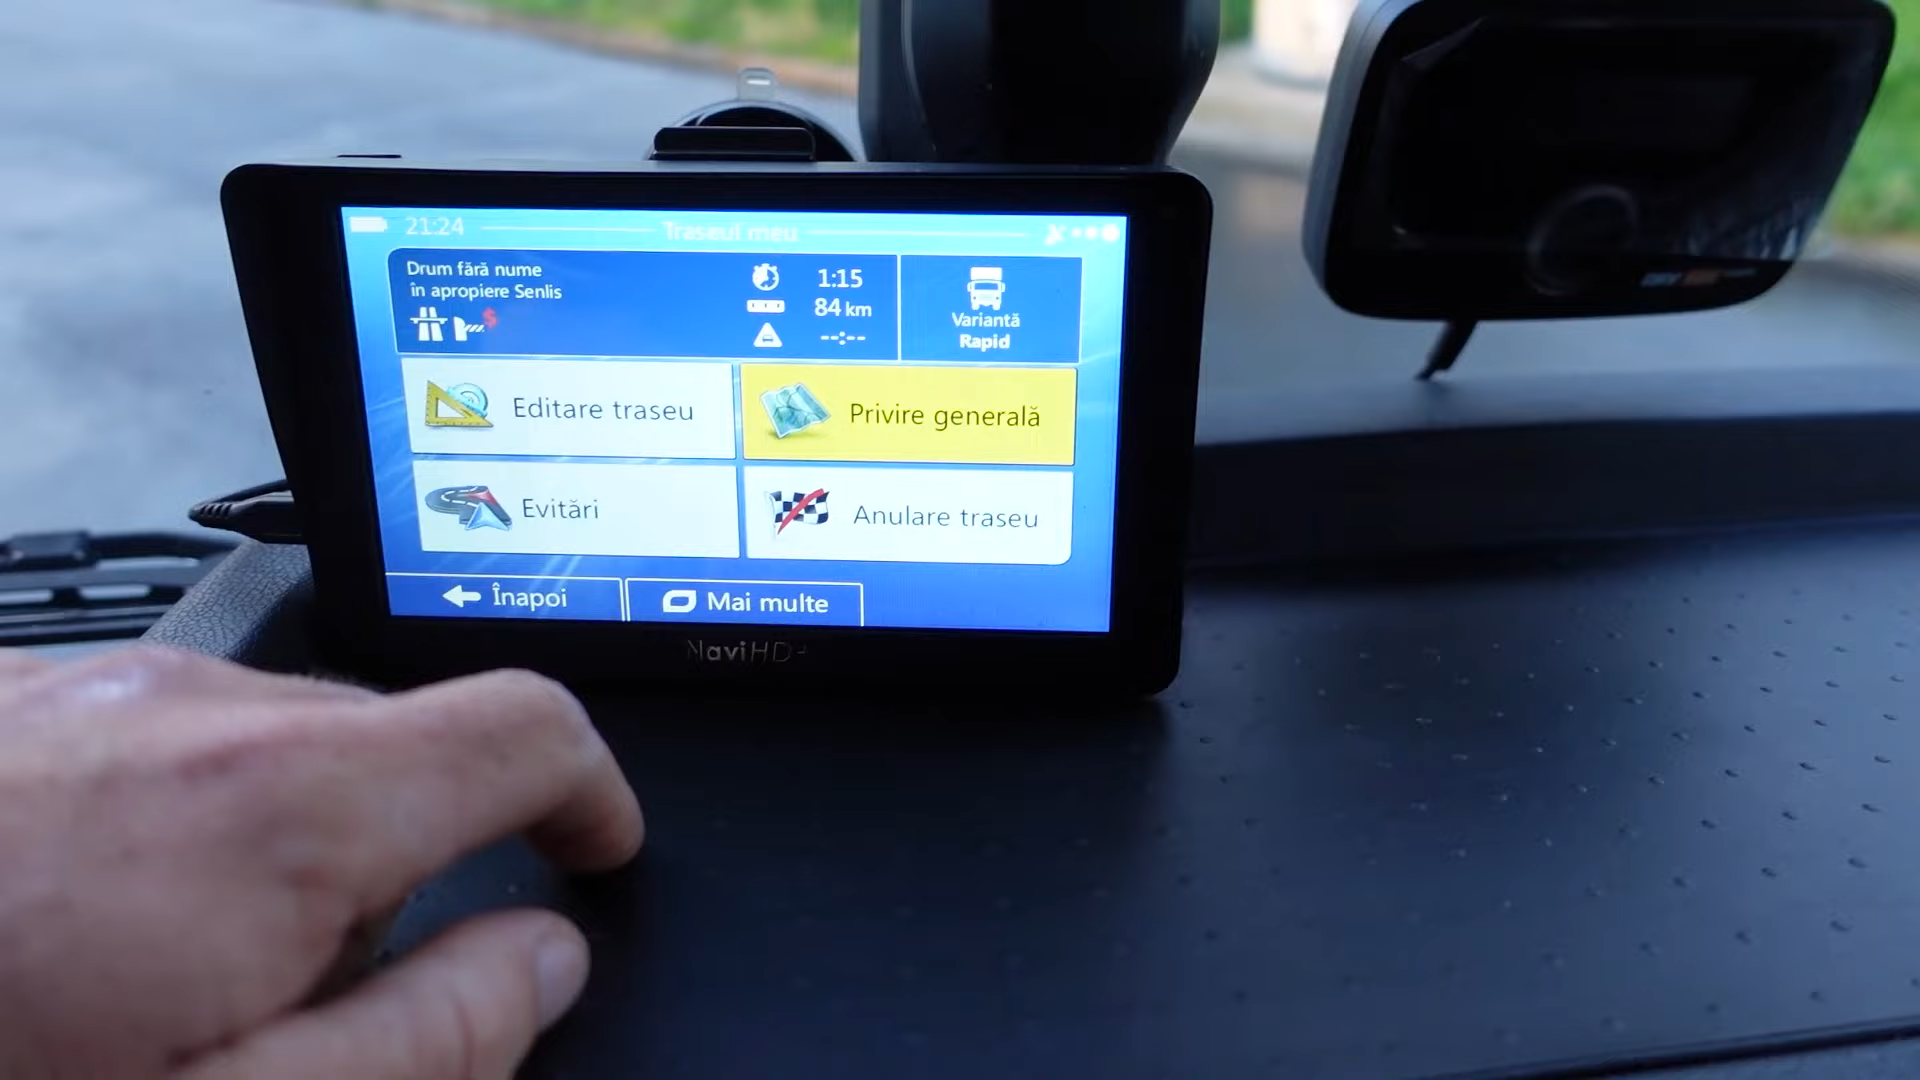 21:24 Traseul meu
Drum fără nume
în apropiere Senlis
$
1:15
84 km
--:--
Variantă
Rapid
Editare traseu
Privire generală
Evitări
Anulare traseu
Înapoi
Mai multe
NaviHD+